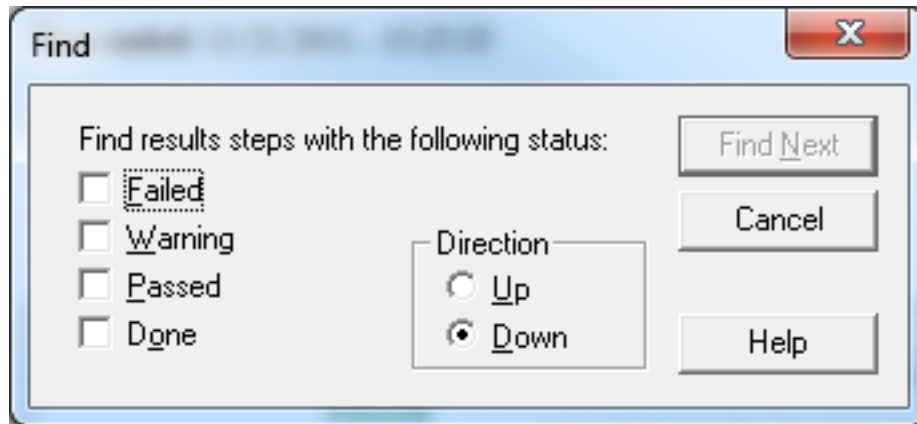 Find
Find results steps with the following status:
Failed
Warning
Passed
Done
Direction
Up
Down
Find Next
Cancel
Help